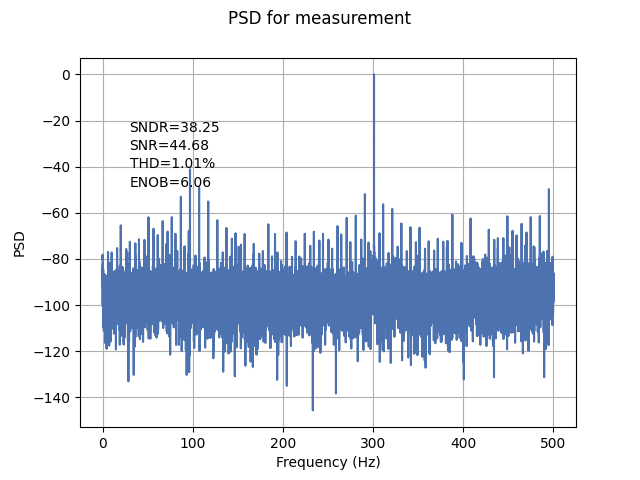 PSD for measurement
0
−20
−40
−60
−80
−100
−120
−140
PSD
SNDR=38.25
SNR=44.68
THD=1.01%
ENOB=6.06
0 100 200 300 400 500
Frequency (Hz)